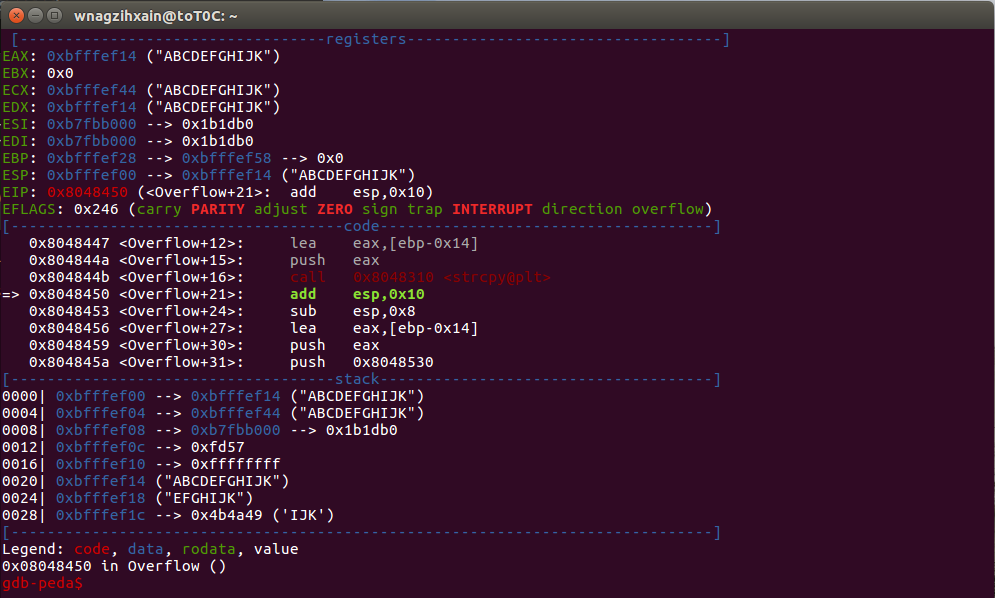 wnagzihxain@toT0C: ~
[----------------------------------registers-----------------------------------]
EAX: 0xbfffef14 ("ABCDEFGHIJK")
EBX: 0x0
ECX: 0xbfffef44 ("ABCDEFGHIJK")
EDX: 0xbfffef14 ("ABCDEFGHIJK")
ESI: 0xb7fbb000 --> 0x1b1db0
EDI: 0xb7fbb000 --> 0x1b1db0
EBP: 0xbfffef28 --> 0xbfffef58 --> 0x0
ESP: 0xbfffef00 --> 0xbfffef14 ("ABCDEFGHIJK")
EIP: 0x8048450 (<Overflow+21>: add esp,0x10)
EFLAGS: 0x246 (carry PARITY adjust ZERO sign trap INTERRUPT direction overflow)
[-------------------------------------code-------------------------------------]
0x8048447 <Overflow+12>: lea eax,[ebp-0x14]
0x804844a <Overflow+15>: push eax
0x804844b <Overflow+16>: call 0x8048310 <strcpy@plt>
=> 0x8048450 <Overflow+21>: add esp,0x10
0x8048453 <Overflow+24>: sub esp,0x8
0x8048456 <Overflow+27>: lea eax,[ebp-0x14]
0x8048459 <Overflow+30>: push eax
0x804845a <Overflow+31>: push 0x8048530
[------------------------------------stack-------------------------------------]
0000| 0xbfffef00 --> 0xbfffef14 ("ABCDEFGHIJK")
0004| 0xbfffef04 --> 0xbfffef44 ("ABCDEFGHIJK")
0008| 0xbfffef08 --> 0xb7fbb000 --> 0x1b1db0
0012| 0xbfffef0c --> 0xfd57
0016| 0xbfffef10 --> 0xffffffff
0020| 0xbfffef14 ("ABCDEFGHIJK")
0024| 0xbfffef18 ("EFGHIJK")
0028| 0xbfffef1c --> 0x4b4a49 ('IJK')
[------------------------------------------------------------------------------]
Legend: code, data, rodata, value
0x08048450 in Overflow ()
gdb-peda$